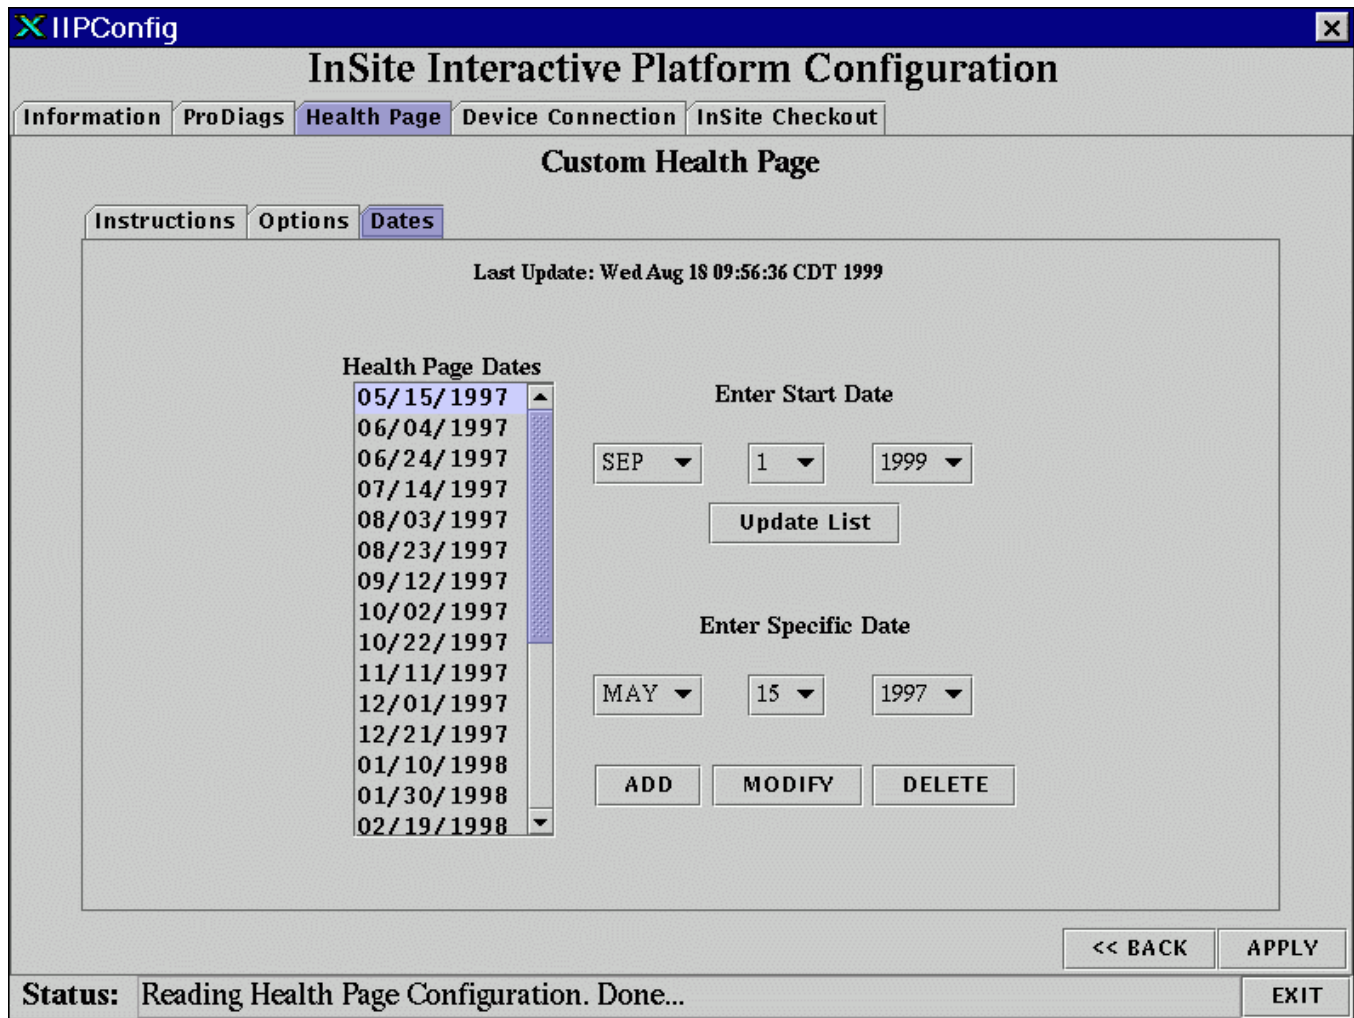 IIPConfig
InSite Interactive Platform Configuration
Information ProDiags Health Page Device Connection InSite Checkout
Custom Health Page
Instructions Options Dates
Last Update: Wed Aug 18 09:56:36 CDT 1999
Health Page Dates
05/15/1997
06/04/1997
06/24/1997
07/14/1997
08/03/1997
08/23/1997
09/12/1997
10/02/1997
10/22/1997
11/11/1997
12/01/1997
12/21/1997
01/10/1998
01/30/1998
02/19/1998
Enter Start Date
SEP 1 1999
Update List
Enter Specific Date
MAY 15 1997
ADD MODIFY DELETE
<< BACK APPLY
Status: Reading Health Page Configuration. Done... EXIT